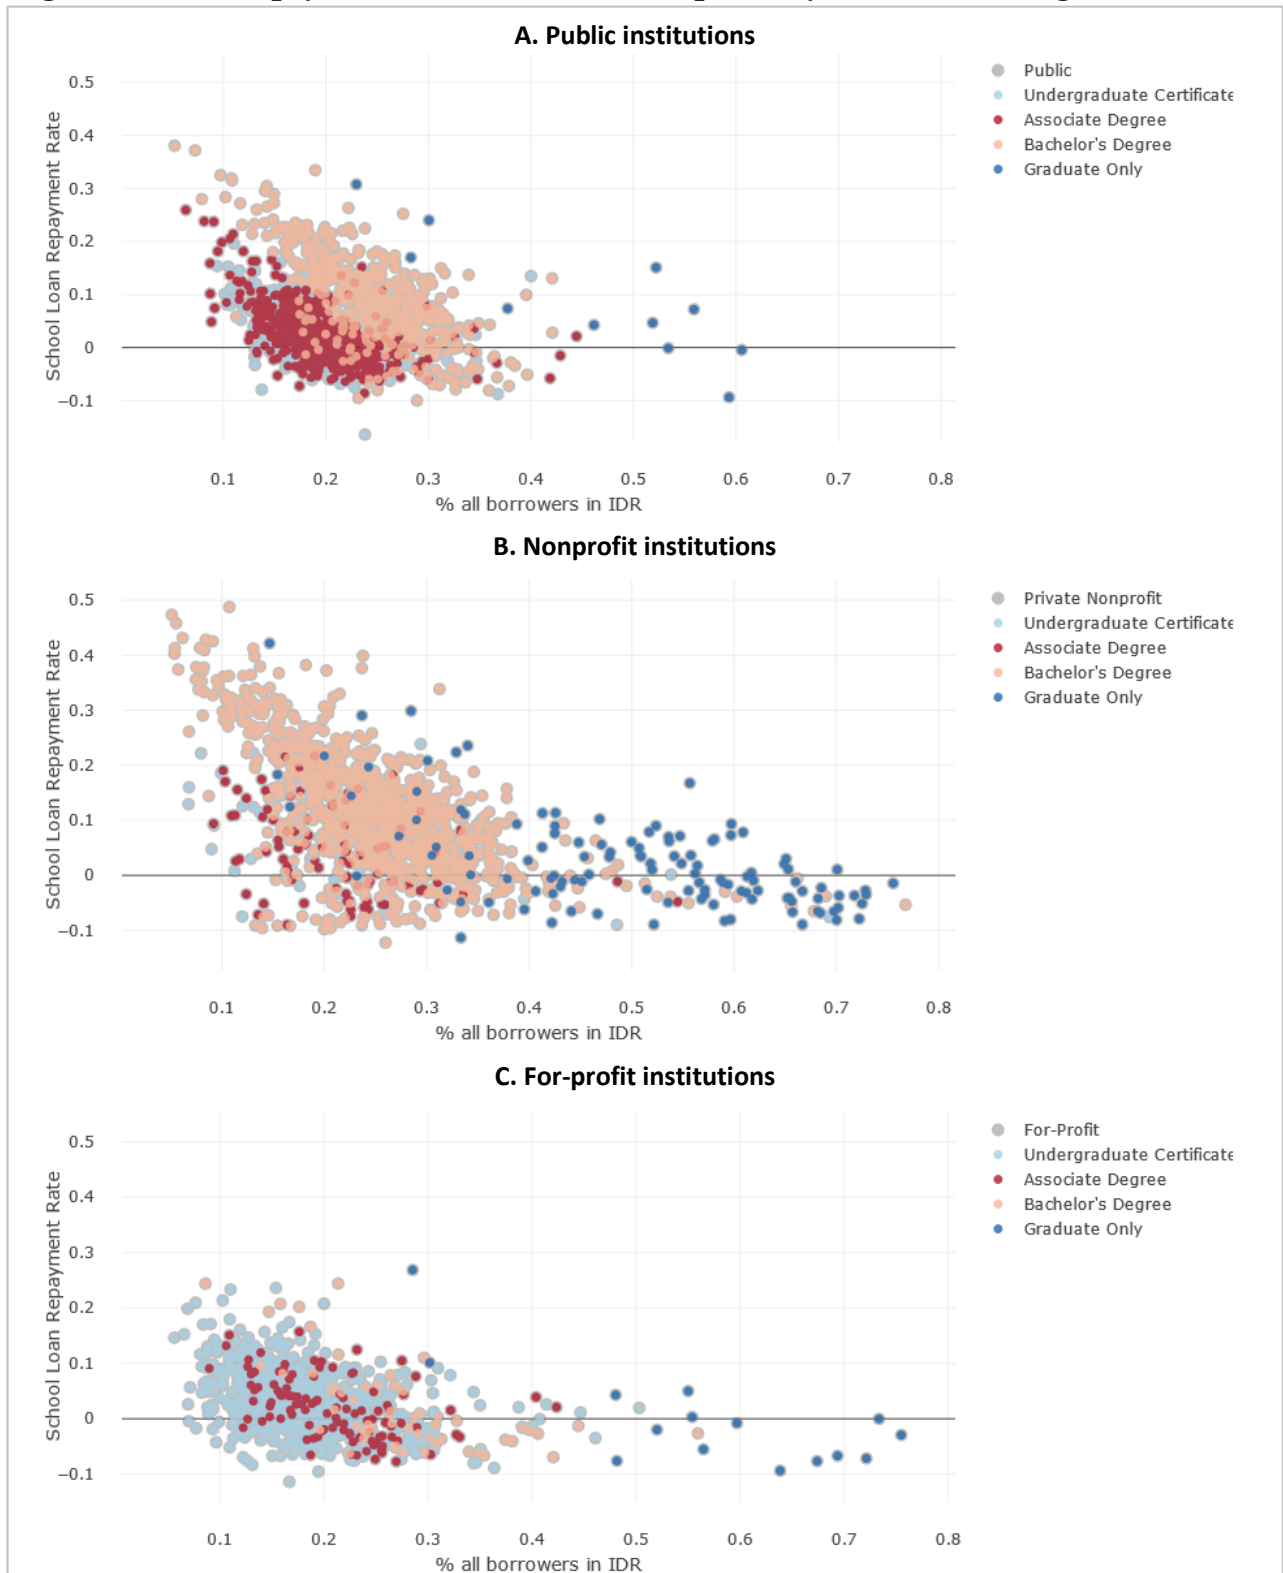 A. Public institutions
Public
Undergraduate Certificate
Associate Degree
Bachelor's Degree
Graduate Only
School Loan Repayment Rate
0.5
0.4
0.3
0.2
0.1
0
−0.1
0.1 0.2 0.3 0.4 0.5 0.6 0.7 0.8
% all borrowers in IDR
B. Nonprofit institutions
Private Nonprofit
Undergraduate Certificate
Associate Degree
Bachelor's Degree
Graduate Only
School Loan Repayment Rate
0.5
0.4
0.3
0.2
0.1
0
−0.1
0.1 0.2 0.3 0.4 0.5 0.6 0.7 0.8
% all borrowers in IDR
C. For-profit institutions
For-Profit
Undergraduate Certificate
Associate Degree
Bachelor's Degree
Graduate Only
School Loan Repayment Rate
0.5
0.4
0.3
0.2
0.1
0
−0.1
0.1 0.2 0.3 0.4 0.5 0.6 0.7 0.8
% all borrowers in IDR